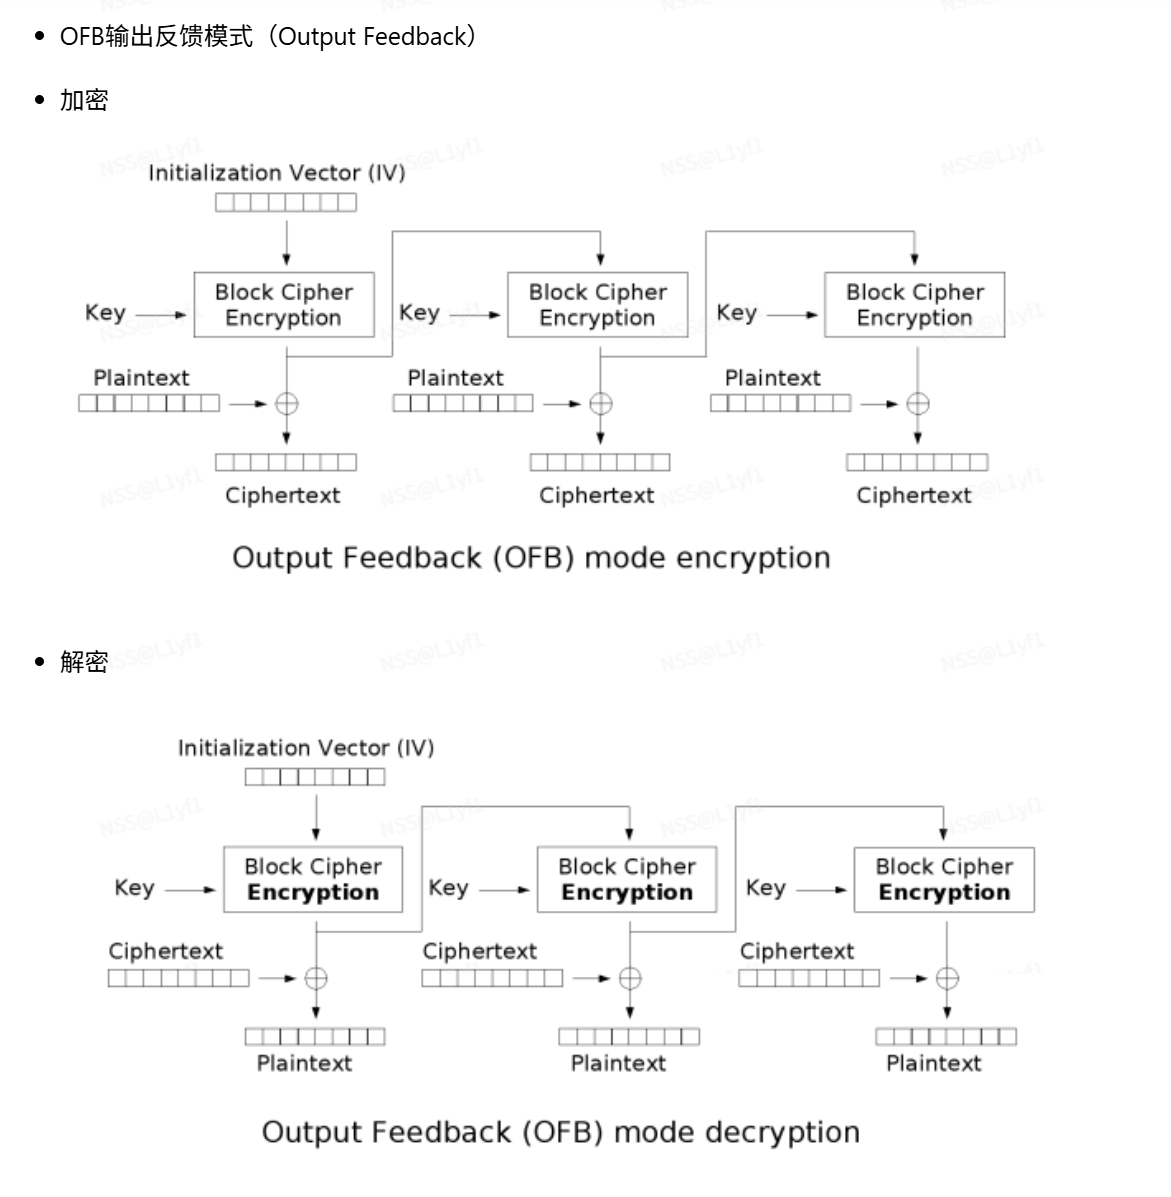 OFB输出反馈模式（Output Feedback）
加密
Initialization Vector (IV)
Block Cipher Encryption
Block Cipher Encryption
Block Cipher Encryption
Key
Key
Key
Plaintext
Plaintext
Plaintext
Ciphertext
Ciphertext
Ciphertext
Output Feedback (OFB) mode encryption
解密
Initialization Vector (IV)
Block Cipher Encryption
Block Cipher Encryption
Block Cipher Encryption
Key
Key
Key
Ciphertext
Ciphertext
Ciphertext
Plaintext
Plaintext
Plaintext
Output Feedback (OFB) mode decryption